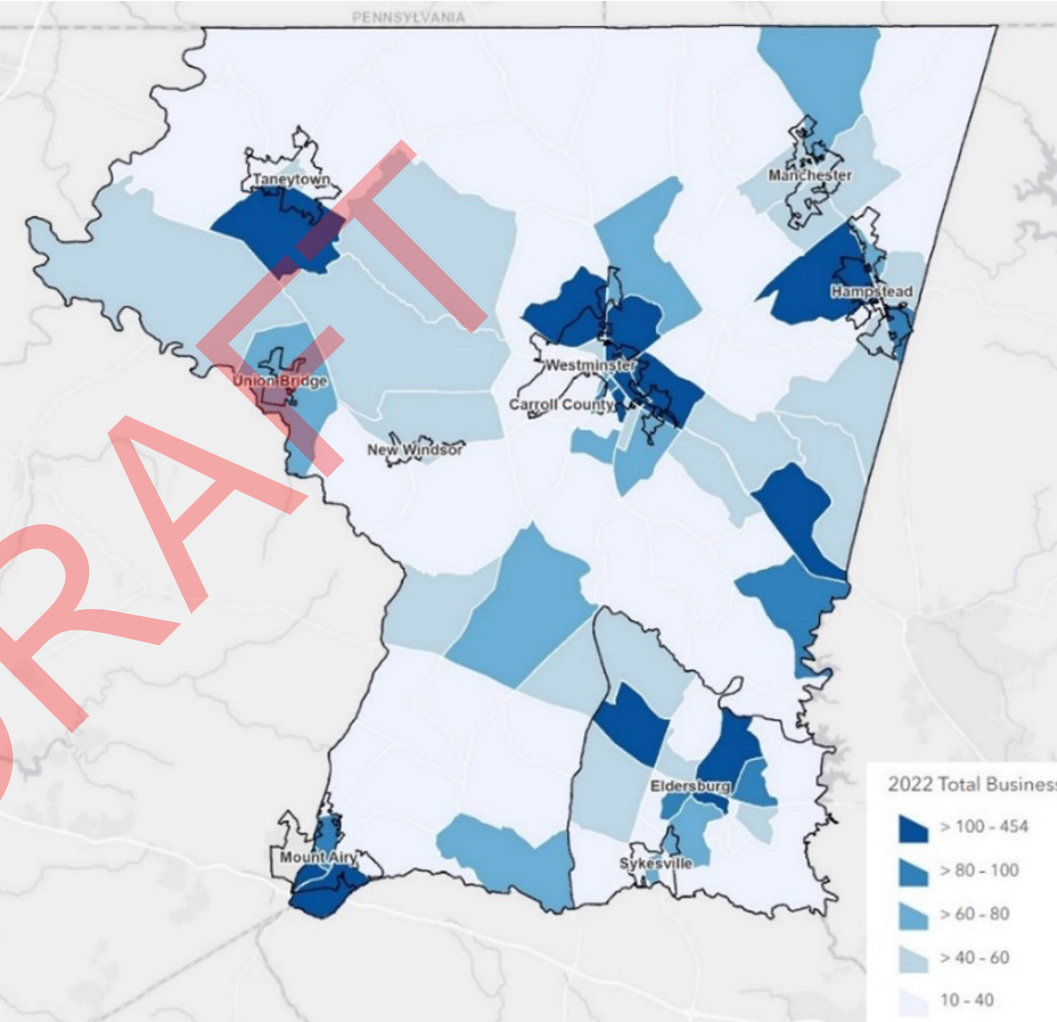 PENNSYLVANIA
Taneytown
Manchester
Hampstead
Union Bridge
Westminster
Carroll County
New Windsor
Eldersburg
Mount Airy
Sykesville
DRAFT
2022 Total Business
> 100 - 454
> 80 - 100
> 60 - 80
> 40 - 60
10 - 40